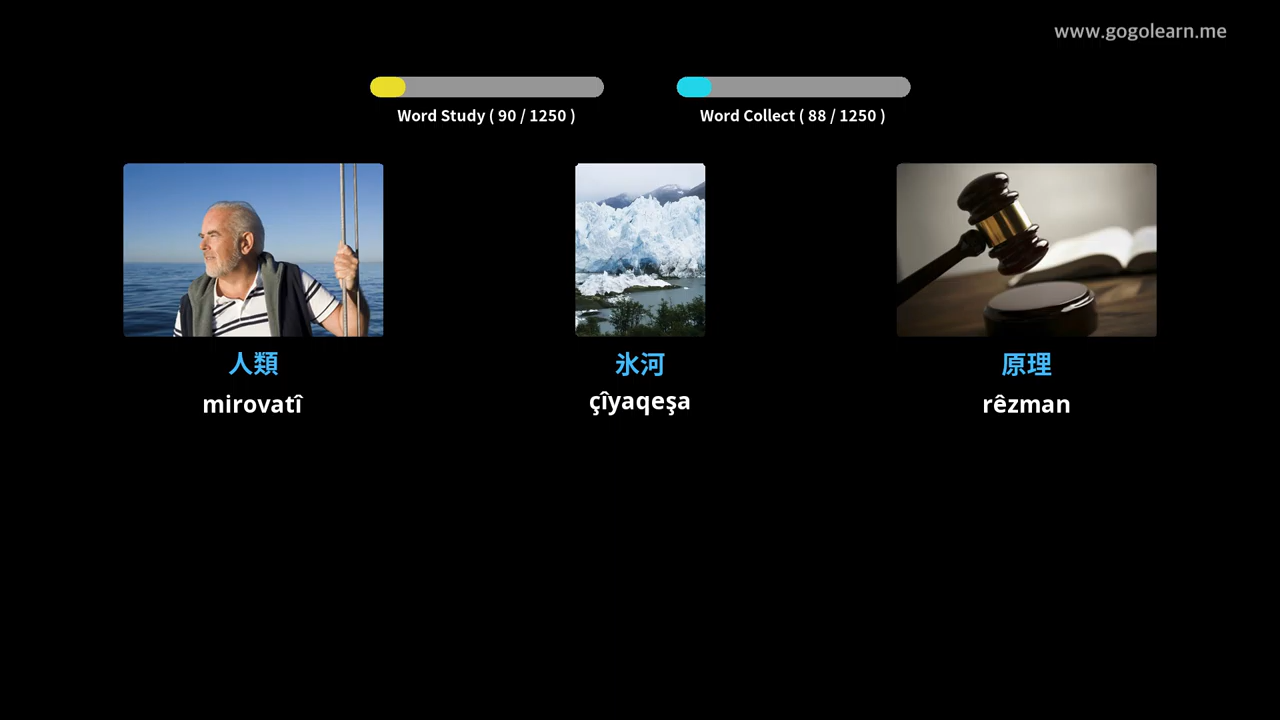 www.gogolearn.me
Word Study ( 90 / 1250 )
Word Collect ( 88 / 1250 )
人類
mirovatî
氷河
çîyaqeşa
原理
rêzman